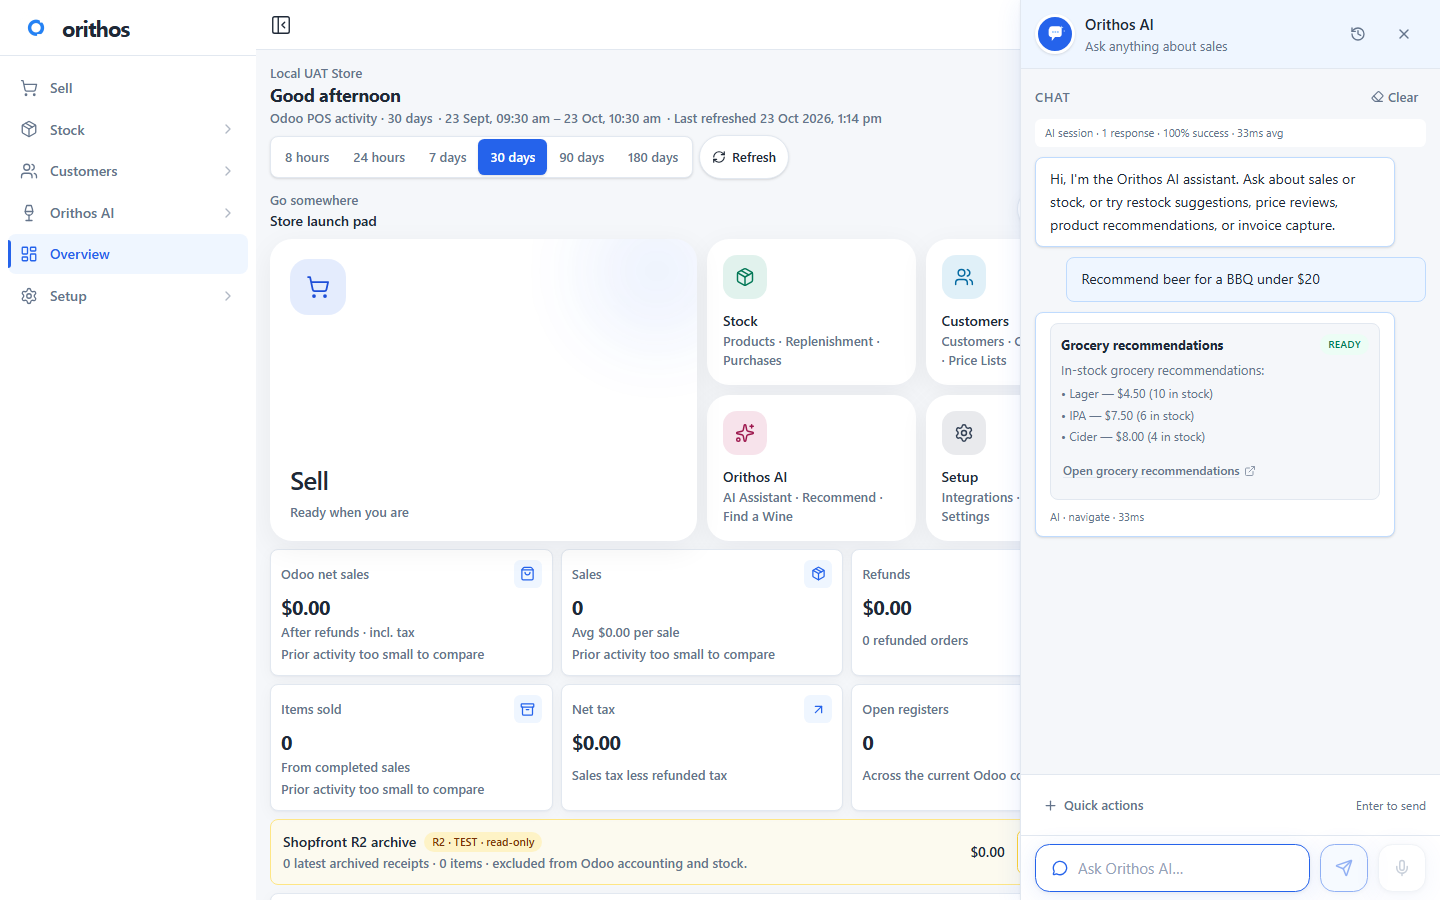 orithos
Sell
Stock
Customers
Orithos AI
Overview
Setup
Local UAT Store
Good afternoon
Odoo POS activity · 30 days · 23 Sept, 09:30 am – 23 Oct, 10:30 am · Last refreshed 23 Oct 2026, 1:14 pm
8 hours
24 hours
7 days
30 days
90 days
180 days
Refresh
Go somewhere
Store launch pad
Sell
Ready when you are
Stock
Products · Replenishment ·
Purchases
Customers
Customers ·
· Price Lists
Orithos AI
AI Assistant · Recommend ·
Find a Wine
Setup
Integrations ·
Settings
Odoo net sales
$0.00
After refunds · incl. tax
Prior activity too small to compare
Sales
0
Avg $0.00 per sale
Prior activity too small to compare
Refunds
$0.00
0 refunded orders
Items sold
0
From completed sales
Prior activity too small to compare
Net tax
$0.00
Sales tax less refunded tax
Open registers
0
Across the current Odoo
Shopfront R2 archive
R2 · TEST · read-only
0 latest archived receipts · 0 items · excluded from Odoo accounting and stock.
$0.00
Orithos AI
Ask anything about sales
CHAT
Clear
AI session · 1 response · 100% success · 33ms avg
Hi, I'm the Orithos AI assistant. Ask about sales or
stock, or try restock suggestions, price reviews,
product recommendations, or invoice capture.
Recommend beer for a BBQ under $20
Grocery recommendations
READY
In-stock grocery recommendations:
• Lager — $4.50 (10 in stock)
• IPA — $7.50 (6 in stock)
• Cider — $8.00 (4 in stock)
Open grocery recommendations
AI · navigate · 33ms
Quick actions
Enter to send
Ask Orithos AI...